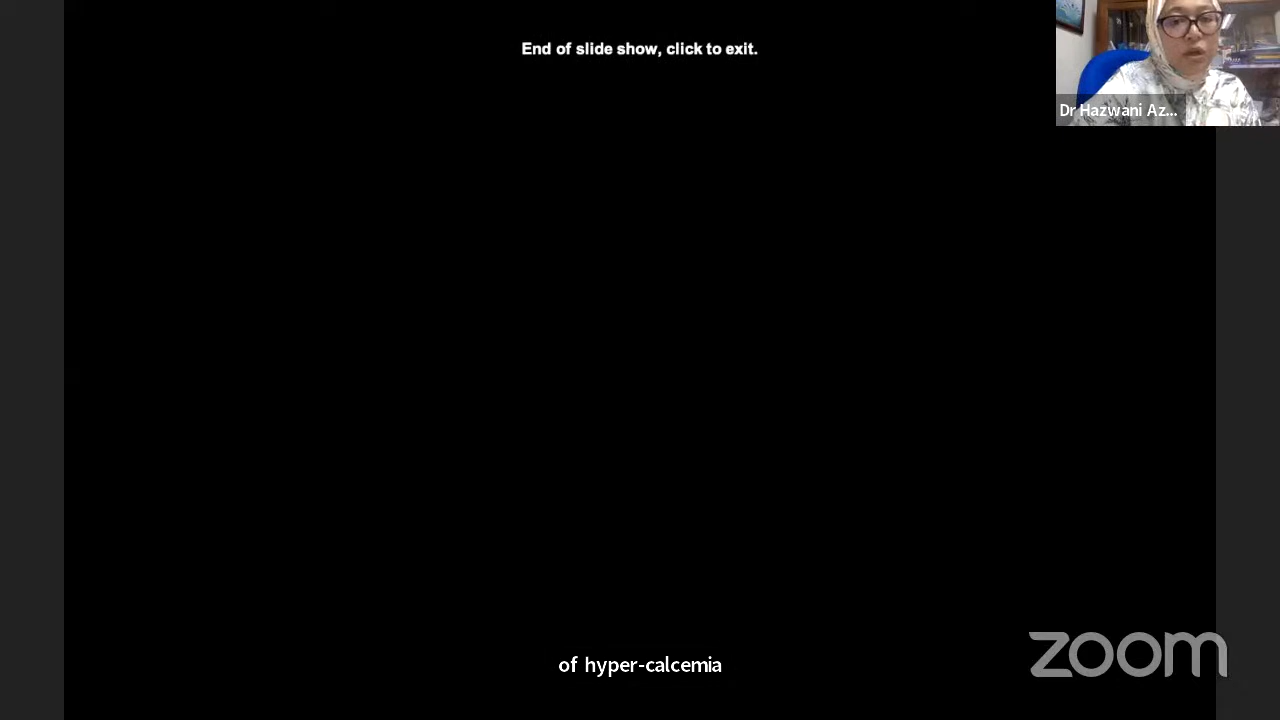 End of slide show, click to exit.
Dr Hazwani Az...
of hyper-calcemia
zoom